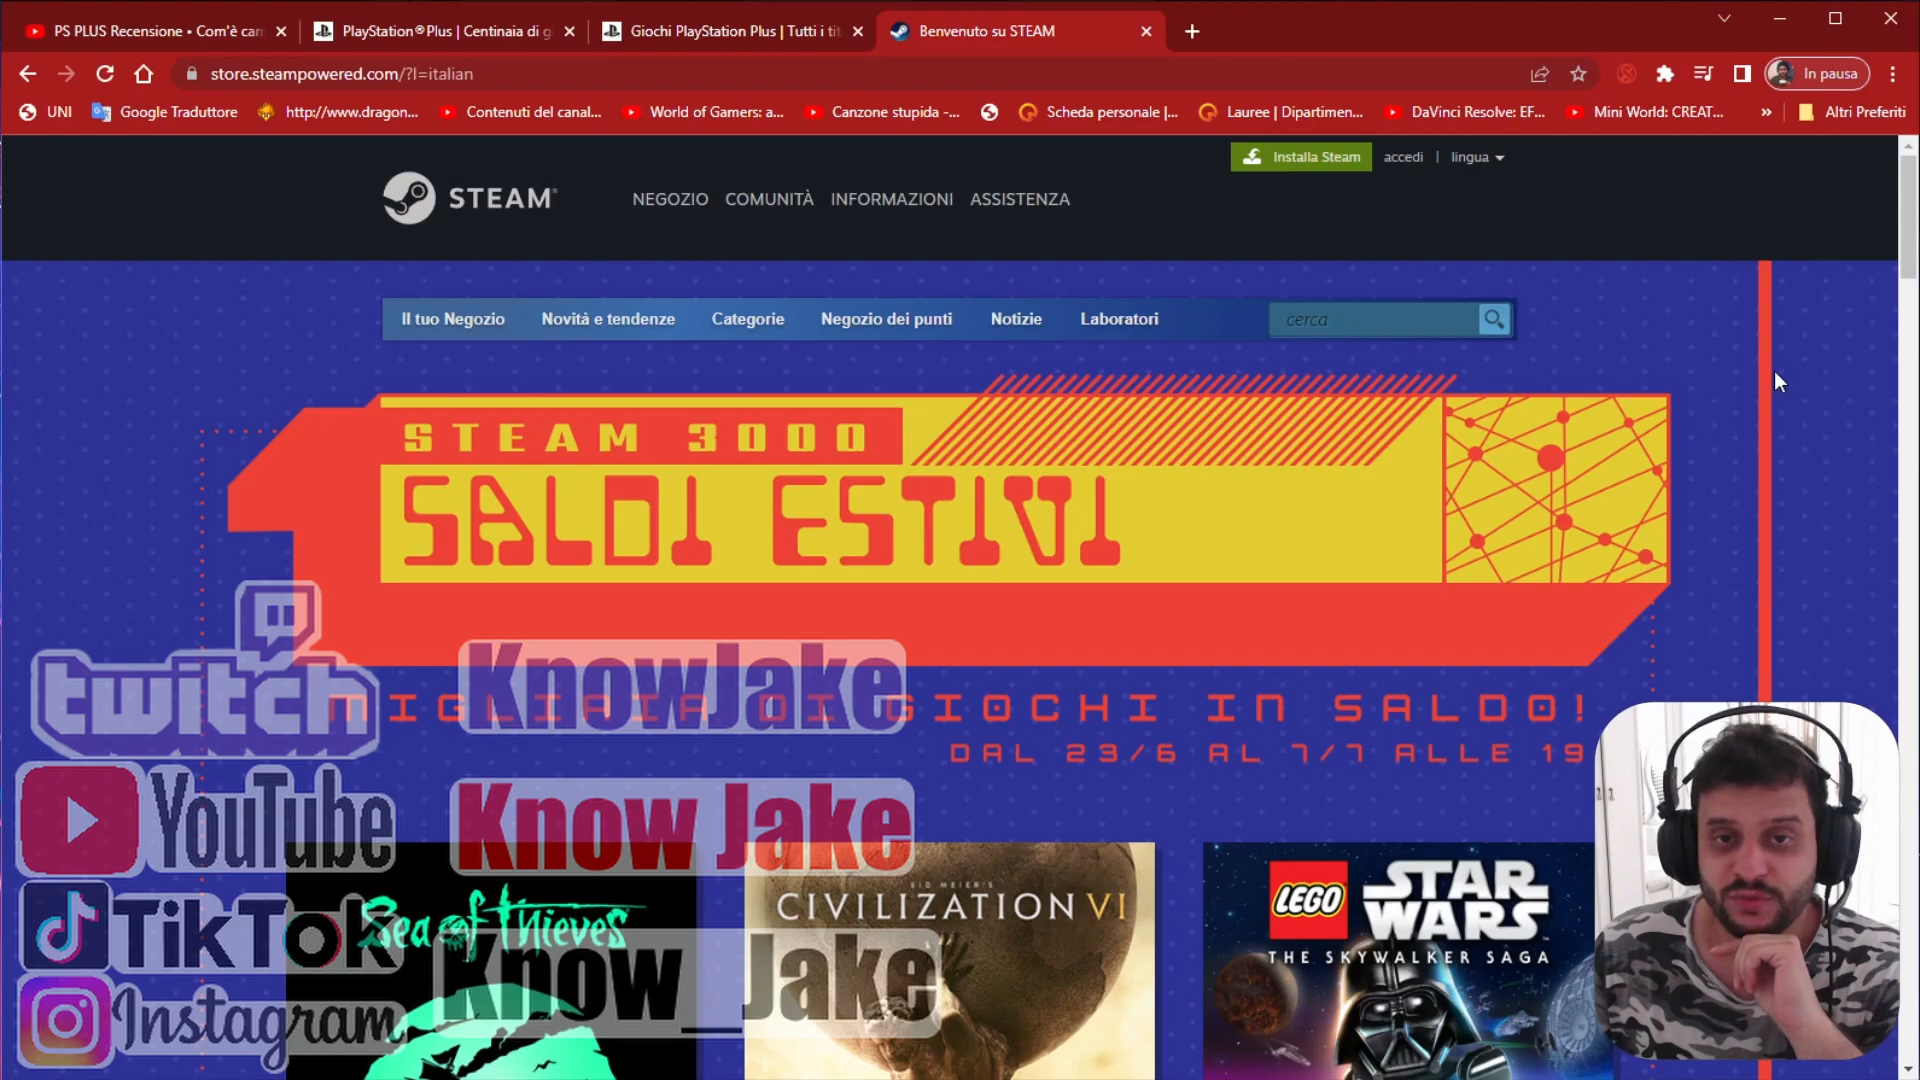 PS PLUS Recensione • Com'è can
PlayStation®Plus | Centinaia di g
Giochi PlayStation Plus | Tutti i tit
Benvenuto su STEAM
store.steampowered.com/?l=italian
In pausa
UNI
Google Traduttore
http://www.dragon...
Contenuti del canal...
World of Gamers: a...
Canzone stupida -...
Scheda personale |...
Lauree | Dipartimen...
DaVinci Resolve: EF...
Mini World: CREAT...
»
Altri Preferiti
Installa Steam
accedi | lingua
STEAM®
NEGOZIO COMUNITÀ INFORMAZIONI ASSISTENZA
Il tuo Negozio Novità e tendenze Categorie Negozio dei punti Notizie Laboratori
cerca
STEAM 3000
SALDI ESTIVI
MIGLIAIA DI GIOCHI IN SALDO!
DAL 23/6 AL 7/7 ALLE 19
twitch
KnowJake
YouTube
Know Jake
TikTok
Know_Jake
Instagram
Sea of Thieves
SID MEIER'S
CIVILIZATION VI
LEGO
STAR
WARS
THE SKYWALKER SAGA